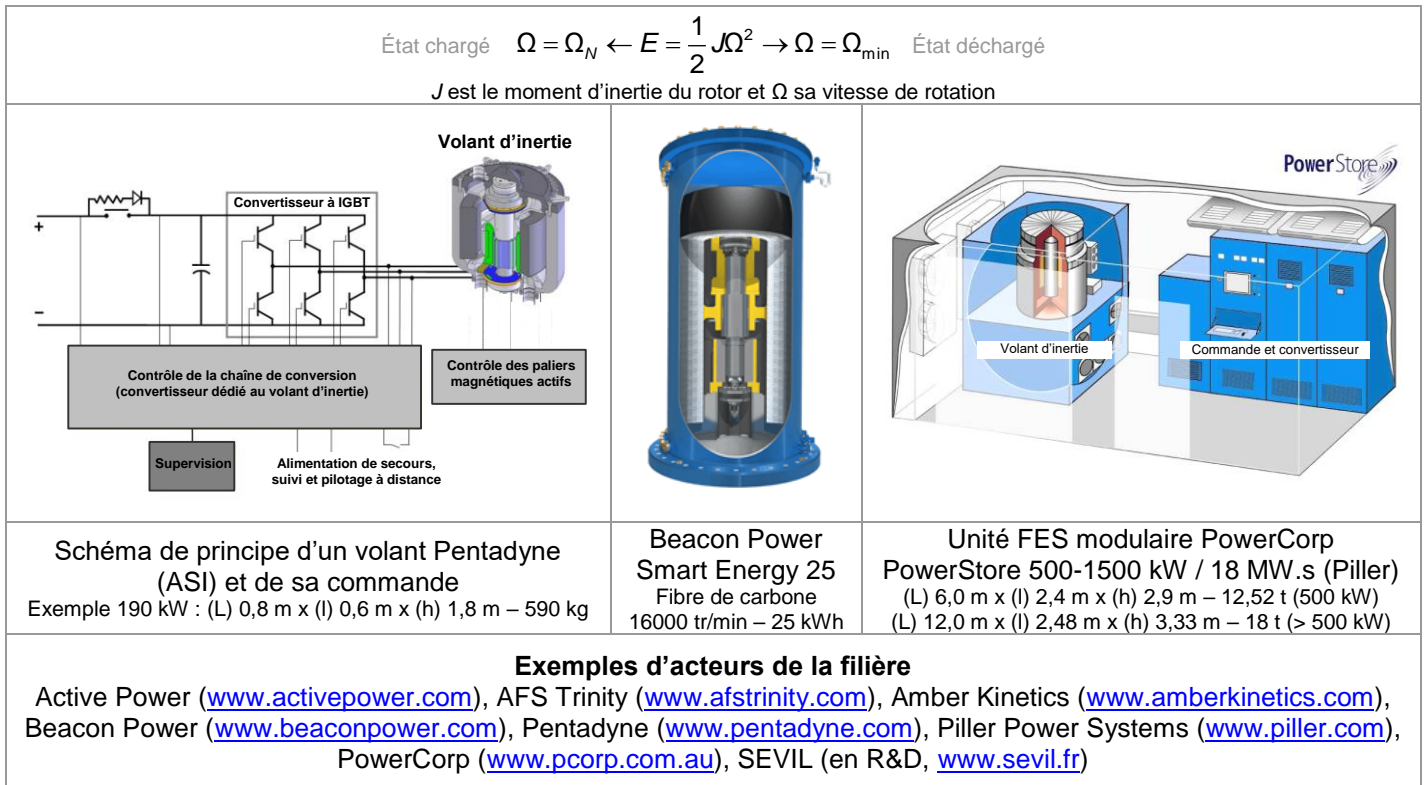 État chargé Ω = Ω_N ← E = 1/2 JΩ² → Ω = Ω_min État déchargé
J est le moment d’inertie du rotor et Ω sa vitesse de rotation
Volant d’inertie
Convertisseur à IGBT
+
–
Contrôle de la chaîne de conversion
(convertisseur dédié au volant d’inertie)
Contrôle des paliers
magnétiques actifs
Supervision
Alimentation de secours,
suivi et pilotage à distance
PowerStore
Volant d’inertie
Commande et convertisseur
Schéma de principe d’un volant Pentadyne
(ASI) et de sa commande
Exemple 190 kW : (L) 0,8 m x (l) 0,6 m x (h) 1,8 m – 590 kg
Beacon Power
Smart Energy 25
Fibre de carbone
16000 tr/min – 25 kWh
Unité FES modulaire PowerCorp
PowerStore 500-1500 kW / 18 MW.s (Piller)
(L) 6,0 m x (l) 2,4 m x (h) 2,9 m – 12,52 t (500 kW)
(L) 12,0 m x (l) 2,48 m x (h) 3,33 m – 18 t (> 500 kW)
Exemples d’acteurs de la filière
Active Power (www.activepower.com), AFS Trinity (www.afstrinity.com), Amber Kinetics (www.amberkinetics.com),
Beacon Power (www.beaconpower.com), Pentadyne (www.pentadyne.com), Piller Power Systems (www.piller.com),
PowerCorp (www.pcorp.com.au), SEVIL (en R&D, www.sevil.fr)